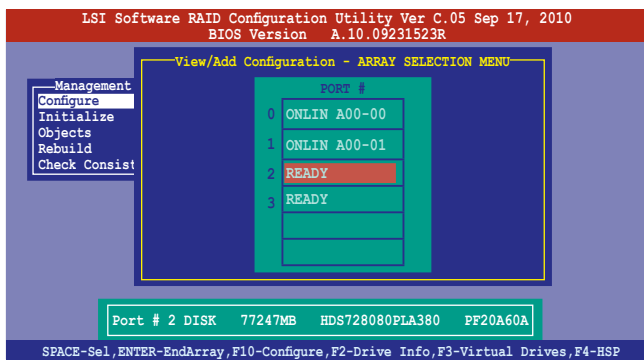 LSI Software RAID Configuration Utility Ver C.05 Sep 17, 2010
BIOS Version A.10.09231523R
View/Add Configuration - ARRAY SELECTION MENU
Management
Configure
Initialize
Objects
Rebuild
Check Consist
PORT #
0 ONLIN A00-00
1 ONLIN A00-01
2 READY
3 READY
Port # 2 DISK 77247MB HDS728080PLA380 PF20A60A
SPACE-Sel,ENTER-EndArray,F10-Configure,F2-Drive Info,F3-Virtual Drives,F4-HSP